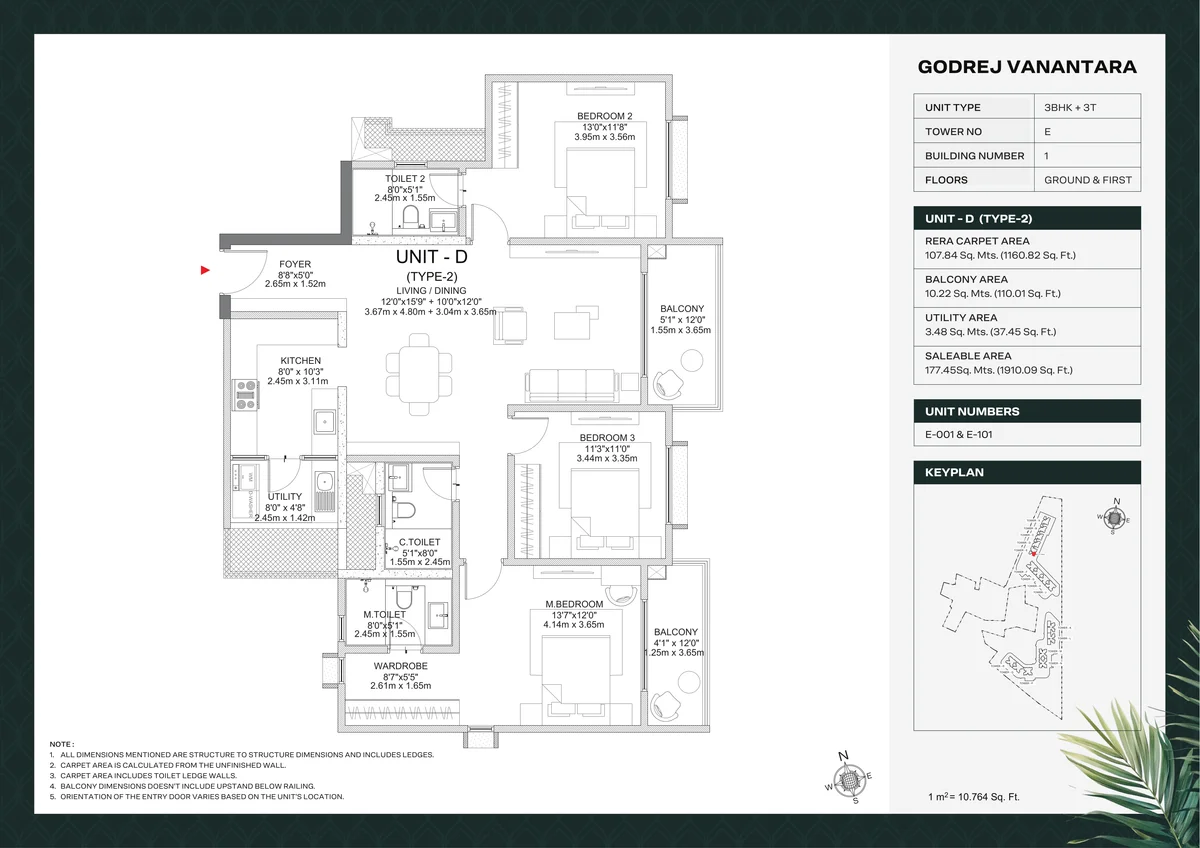 GODREJ VANANTARA
UNIT TYPE 3BHK + 3T
TOWER NO E
BUILDING NUMBER 1
FLOORS GROUND & FIRST
UNIT - D (TYPE-2)
RERA CARPET AREA
107.84 Sq. Mts. (1160.82 Sq. Ft.)
BALCONY AREA
10.22 Sq. Mts. (110.01 Sq. Ft.)
UTILITY AREA
3.48 Sq. Mts. (37.45 Sq. Ft.)
SALEABLE AREA
177.45Sq. Mts. (1910.09 Sq. Ft.)
UNIT NUMBERS
E-001 & E-101
KEYPLAN
N
W E
S
1 m2 = 10.764 Sq. Ft.
BEDROOM 2
13'0"x11'8"
3.95m x 3.56m
TOILET 2
8'0"x5'1"
2.45m x 1.55m
FOYER
8'8"x5'0"
2.65m x 1.52m
UNIT - D
(TYPE-2)
LIVING / DINING
12'0"x15'9" + 10'0"x12'0"
3.67m x 4.80m + 3.04m x 3.65m
BALCONY
5'1" x 12'0"
1.55m x 3.65m
KITCHEN
8'0" x 10'3"
2.45m x 3.11m
BEDROOM 3
11'3"x11'0"
3.44m x 3.35m
UTILITY
8'0" x 4'8"
2.45m x 1.42m
C.TOILET
5'1"x8'0"
1.55m x 2.45m
M.TOILET
8'0"x5'1"
2.45m x 1.55m
M.BEDROOM
13'7"x12'0"
4.14m x 3.65m
BALCONY
4'1" x 12'0"
1.25m x 3.65m
WARDROBE
8'7"x5'5"
2.61m x 1.65m
NOTE :
1. ALL DIMENSIONS MENTIONED ARE STRUCTURE TO STRUCTURE DIMENSIONS AND INCLUDES LEDGES.
2. CARPET AREA IS CALCULATED FROM THE UNFINISHED WALL.
3. CARPET AREA INCLUDES TOILET LEDGE WALLS.
4. BALCONY DIMENSIONS DOESN'T INCLUDE UPSTAND BELOW RAILING.
5. ORIENTATION OF THE ENTRY DOOR VARIES BASED ON THE UNIT'S LOCATION.
N
W E
S